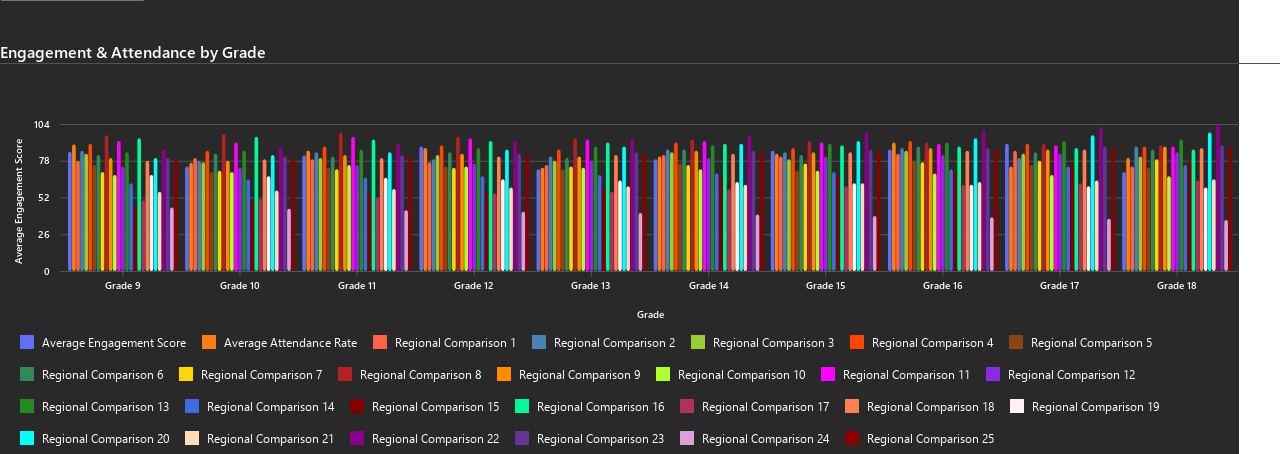 Engagement & Attendance by Grade
Average Engagement Score
104
78
52
26
0
Grade 9 Grade 10 Grade 11 Grade 12 Grade 13 Grade 14 Grade 15 Grade 16 Grade 17 Grade 18
Grade
Average Engagement Score Average Attendance Rate Regional Comparison 1 Regional Comparison 2 Regional Comparison 3 Regional Comparison 4 Regional Comparison 5
Regional Comparison 6 Regional Comparison 7 Regional Comparison 8 Regional Comparison 9 Regional Comparison 10 Regional Comparison 11 Regional Comparison 12
Regional Comparison 13 Regional Comparison 14 Regional Comparison 15 Regional Comparison 16 Regional Comparison 17 Regional Comparison 18 Regional Comparison 19
Regional Comparison 20 Regional Comparison 21 Regional Comparison 22 Regional Comparison 23 Regional Comparison 24 Regional Comparison 25